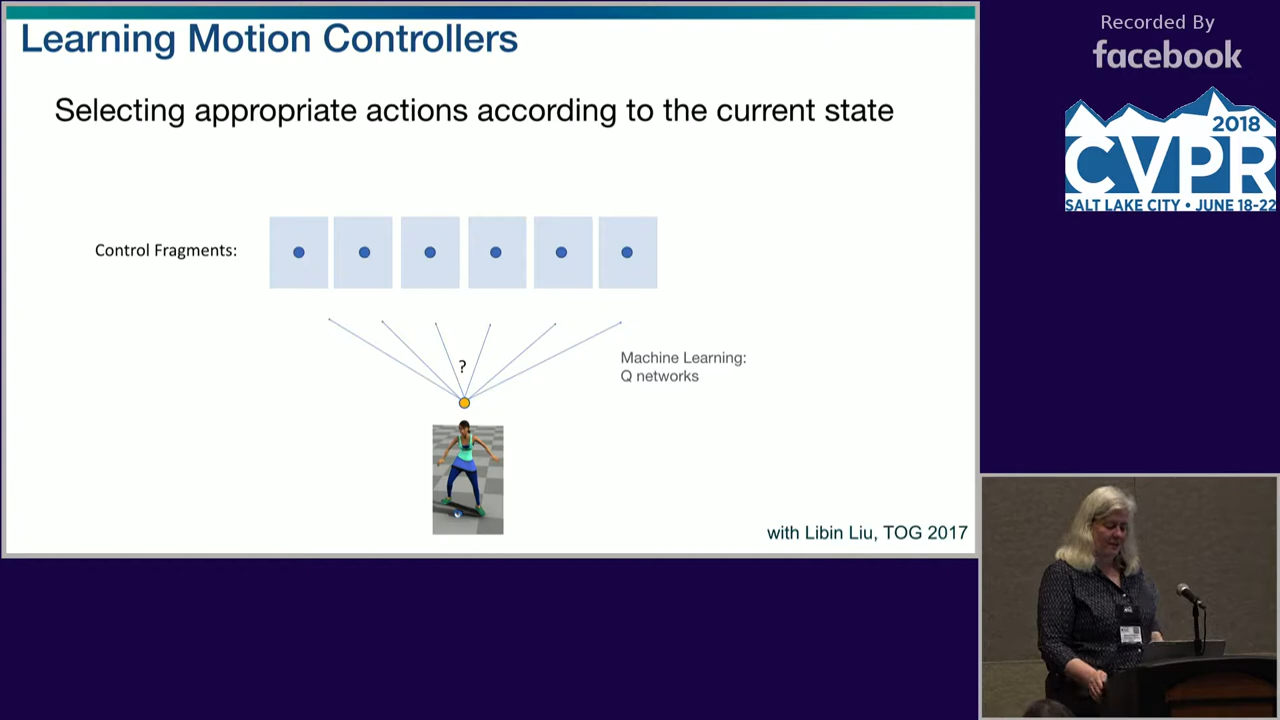 Learning Motion Controllers
Selecting appropriate actions according to the current state
Control Fragments:
?
Machine Learning:
Q networks
with Libin Liu, TOG 2017
Recorded By
facebook
2018
CVPR
SALT LAKE CITY • JUNE 18-22